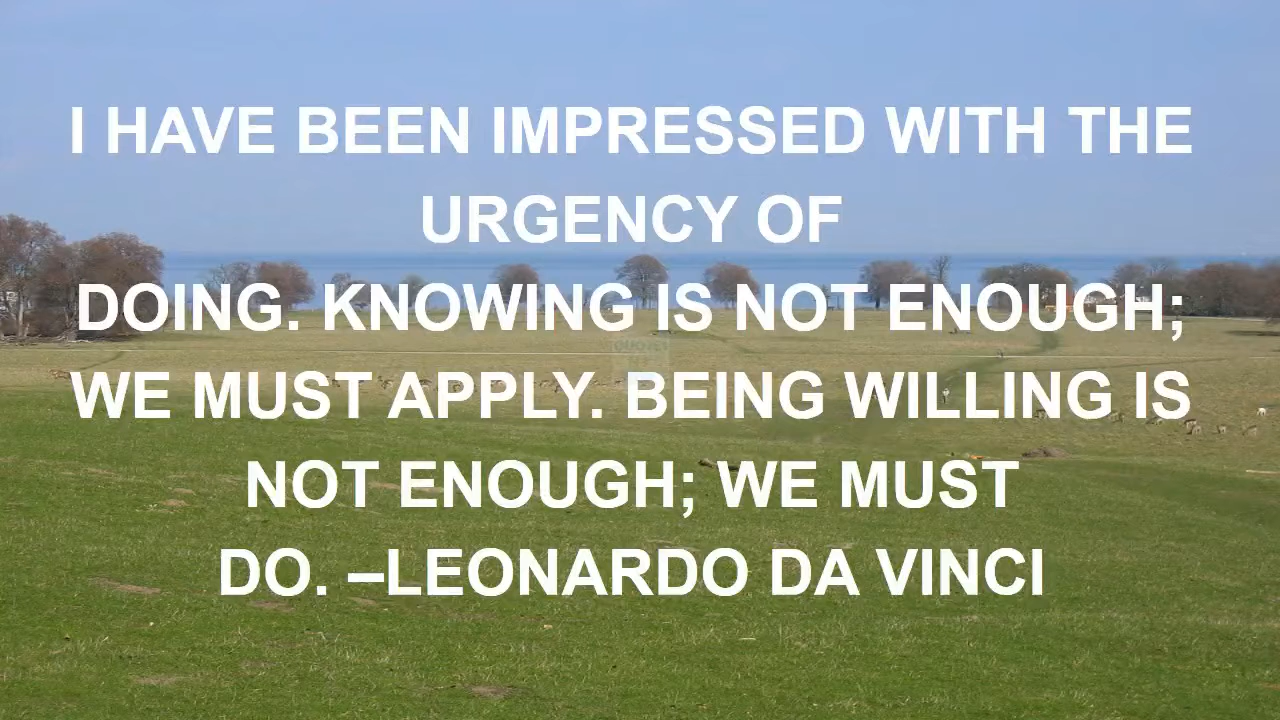 I HAVE BEEN IMPRESSED WITH THE
URGENCY OF
DOING. KNOWING IS NOT ENOUGH;
WE MUST APPLY. BEING WILLING IS
NOT ENOUGH; WE MUST
DO. –LEONARDO DA VINCI